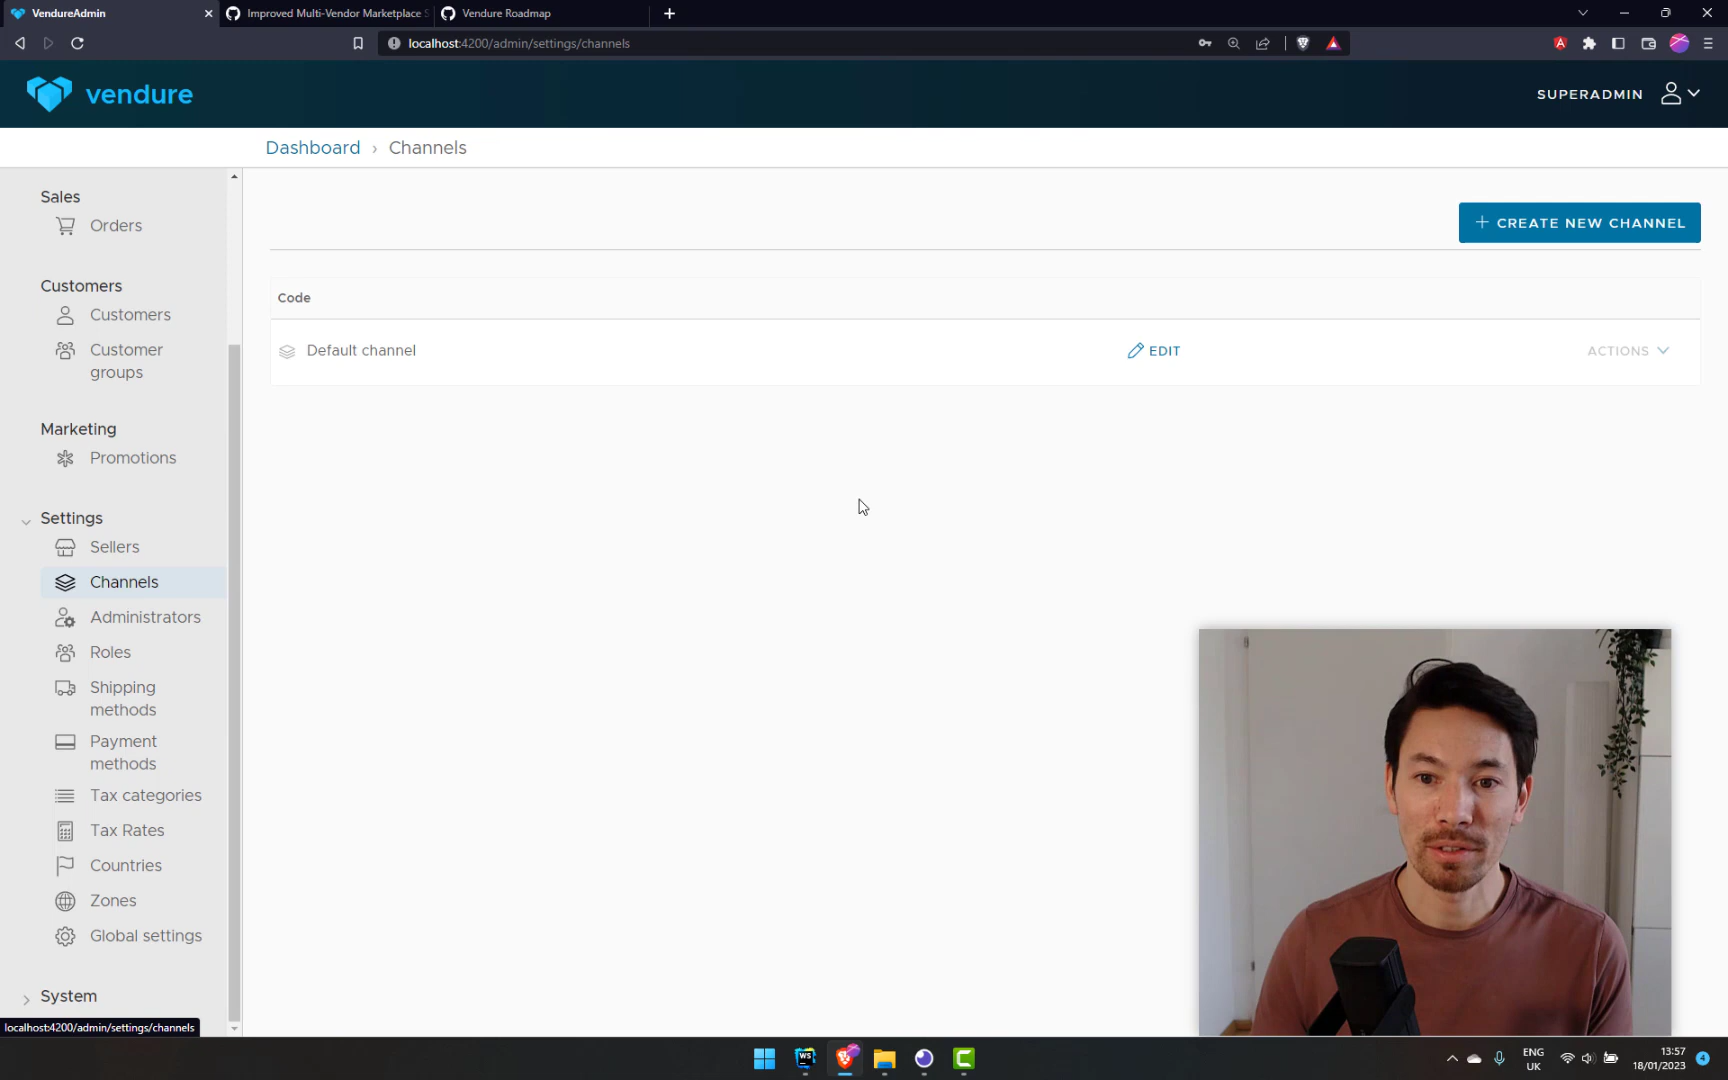 VendureAdmin
Improved Multi-Vendor Marketplace S
Vendure Roadmap
localhost:4200/admin/settings/channels
vendure
SUPERADMIN
Dashboard › Channels
Sales
Orders
Customers
Customers
Customer
groups
Marketing
Promotions
Settings
Sellers
Channels
Administrators
Roles
Shipping
methods
Payment
methods
Tax categories
Tax Rates
Countries
Zones
Global settings
System
localhost:4200/admin/settings/channels
+ CREATE NEW CHANNEL
Code
Default channel
EDIT
ACTIONS
WS
ENG
UK
13:57
18/01/2023
4